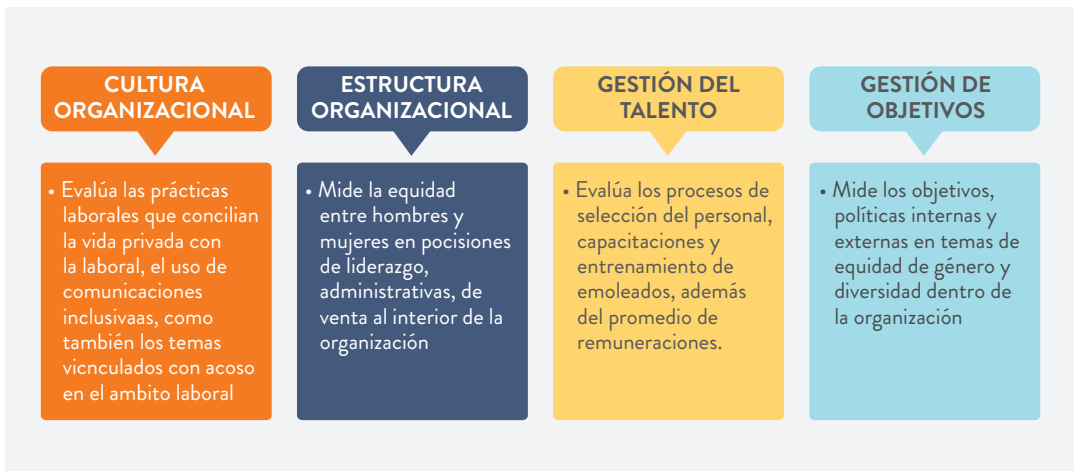 CULTURA
ORGANIZACIONAL
• Evalúa las prácticas
laborales que concilian
la vida privada con
la laboral, el uso de
comunicaciones
inclusivaas, como
también los temas
vicnculados con acoso
en el ambito laboral
ESTRUCTURA
ORGANIZACIONAL
• Mide la equidad
entre hombres y
mujeres en pocisiones
de liderazgo,
administrativas, de
venta al interior de la
organización
GESTIÓN DEL
TALENTO
• Evalúa los procesos de
selección del personal,
capacitaciones y
entrenamiento de
emoleados, además
del promedio de
remuneraciones.
GESTIÓN DE
OBJETIVOS
• Mide los objetivos,
políticas internas y
externas en temas de
equidad de género y
diversidad dentro de
la organización